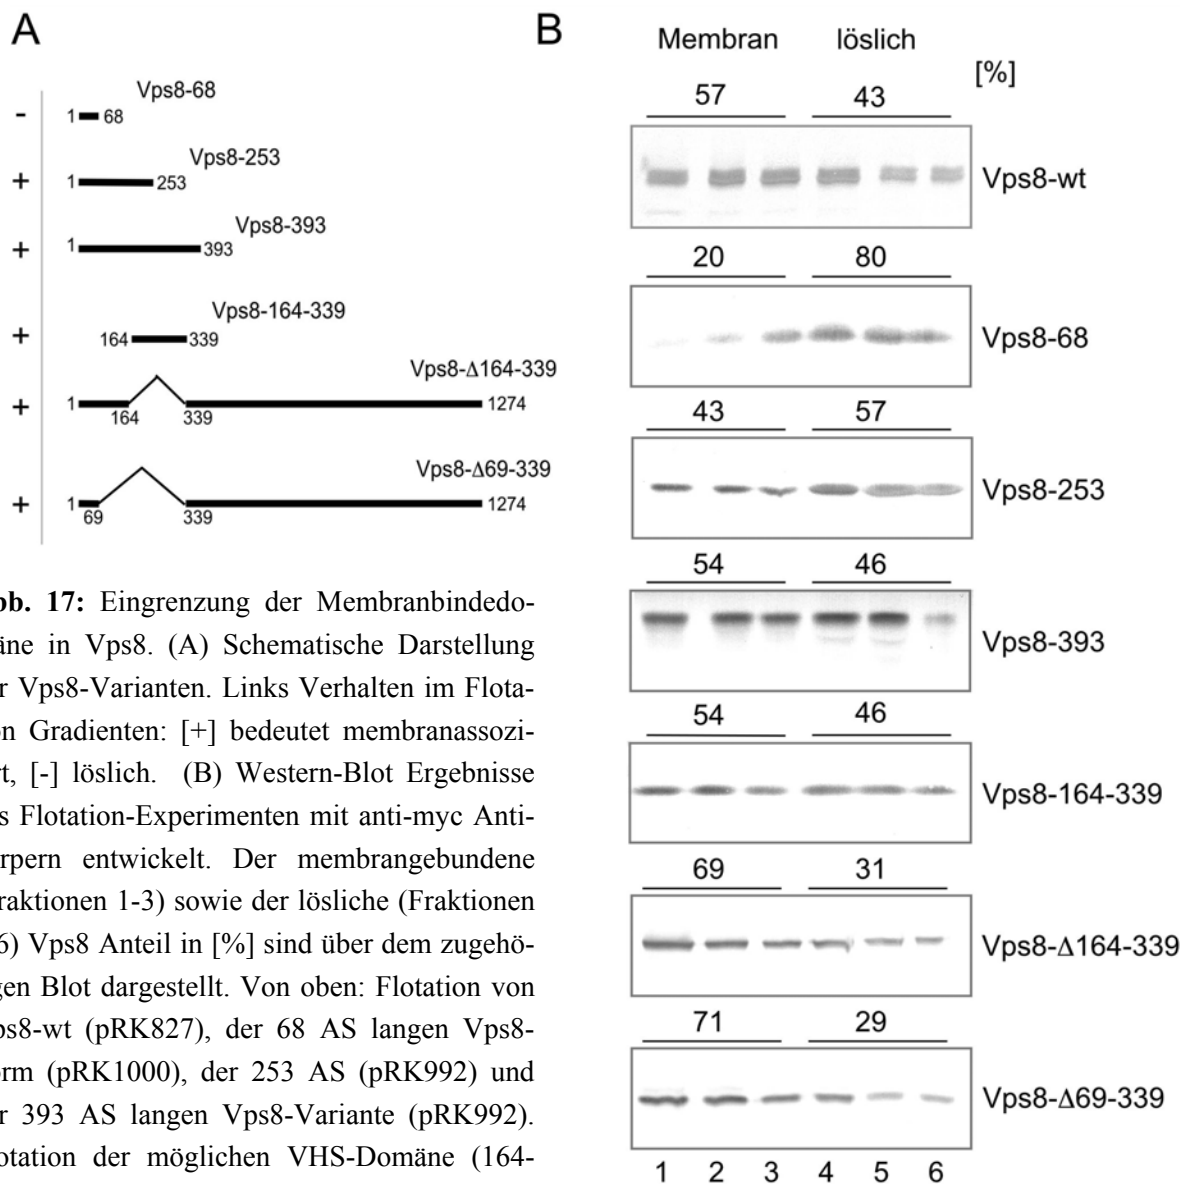 A
Vps8-68
-
1
68
Vps8-253
+
1
253
Vps8-393
+
1
393
Vps8-164-339
+
164
339
Vps8-Δ164-339
+
1
164
339
1274
Vps8-Δ69-339
+
1
69
339
1274
ob. 17: Eingrenzung der Membranbindedo-
äne in Vps8. (A) Schematische Darstellung
r Vps8-Varianten. Links Verhalten im Flota-
on Gradienten: [+] bedeutet membranassozi-
rt, [-] löslich. (B) Western-Blot Ergebnisse
s Flotation-Experimenten mit anti-myc Anti-
rpern entwickelt. Der membrangebundene
raktionen 1-3) sowie der lösliche (Fraktionen
6) Vps8 Anteil in [%] sind über dem zugehö-
gen Blot dargestellt. Von oben: Flotation von
ps8-wt (pRK827), der 68 AS langen Vps8-
orm (pRK1000), der 253 AS (pRK992) und
r 393 AS langen Vps8-Variante (pRK992).
otation der möglichen VHS-Domäne (164-
B
Membran löslich
[%]
57 43
Vps8-wt
20 80
Vps8-68
43 57
Vps8-253
54 46
Vps8-393
54 46
Vps8-164-339
69 31
Vps8-Δ164-339
71 29
Vps8-Δ69-339
1 2 3 4 5 6